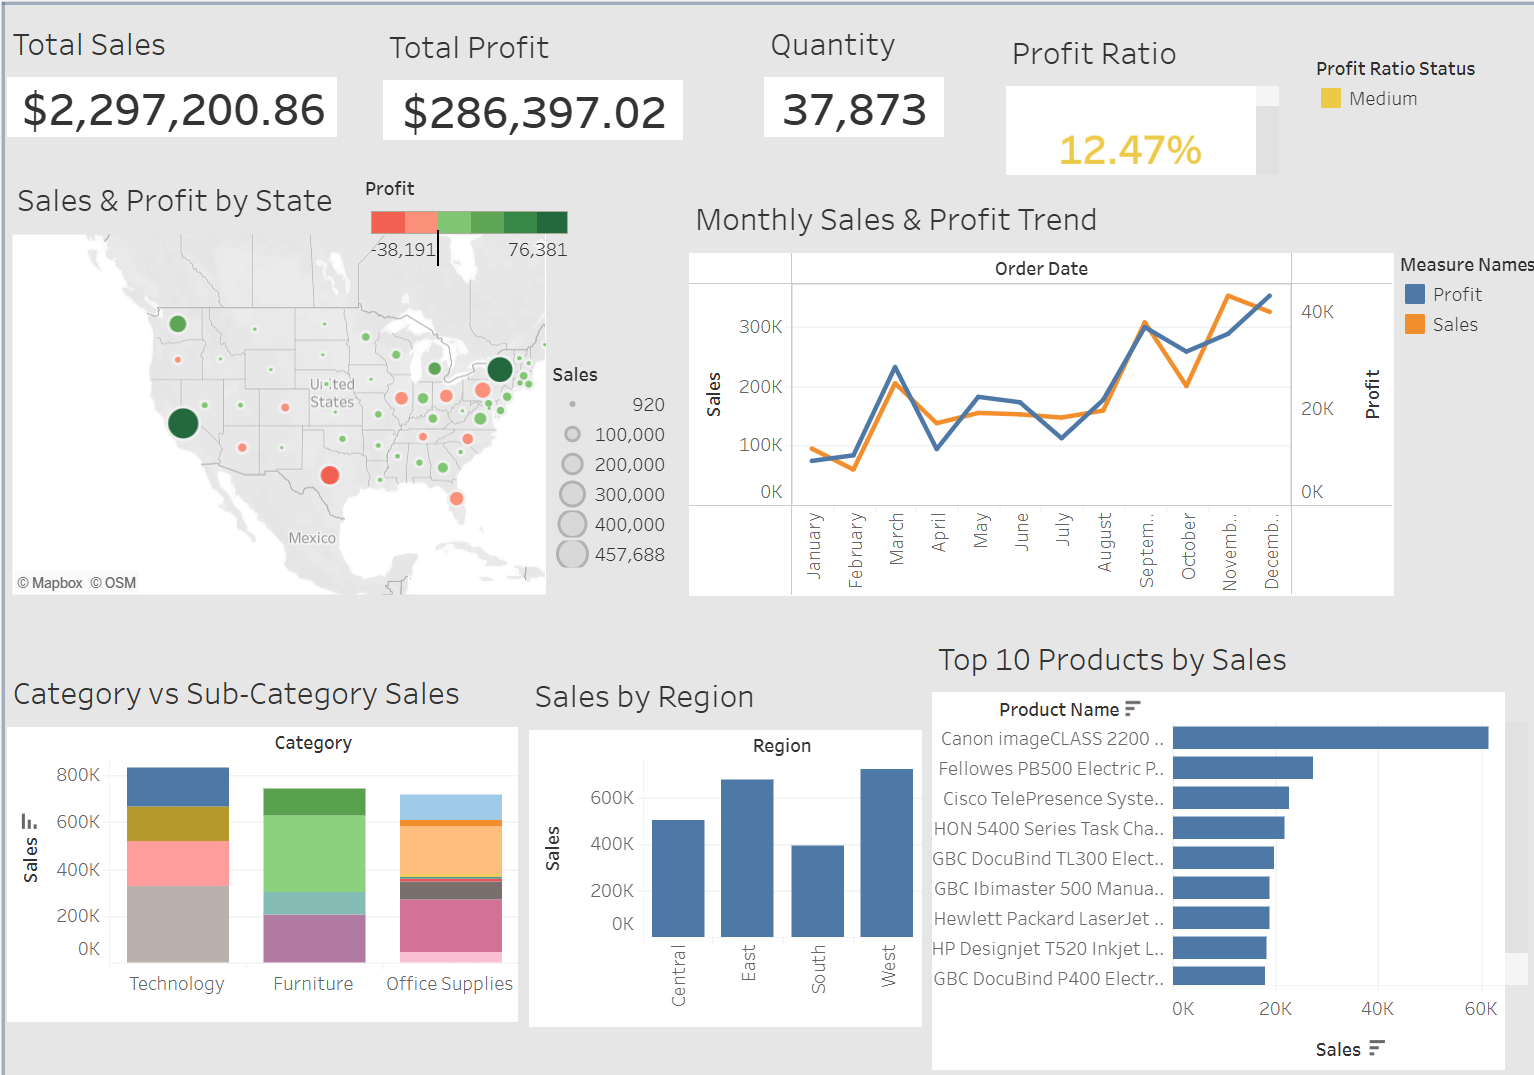 Total Sales
$2,297,200.86
Total Profit
$286,397.02
Quantity
37,873
Profit Ratio
12.47%
Profit Ratio Status
Medium
Sales & Profit by State
Profit
-38,191
76,381
United
States
Mexico
© Mapbox © OSM
Sales
920
100,000
200,000
300,000
400,000
457,688
Monthly Sales & Profit Trend
Order Date
Sales
300K
200K
100K
0K
40K
20K
0K
Profit
January
February
March
April
May
June
July
August
Septem..
October
Novemb..
Decemb..
Measure Names
Profit
Sales
Category vs Sub-Category Sales
Category
Sales
800K
600K
400K
200K
0K
Technology
Furniture
Office Supplies
Sales by Region
Region
Sales
600K
400K
200K
0K
Central
East
South
West
Top 10 Products by Sales
Product Name
Canon imageCLASS 2200 ..
Fellowes PB500 Electric P..
Cisco TelePresence Syste..
HON 5400 Series Task Cha..
GBC DocuBind TL300 Elect..
GBC Ibimaster 500 Manua..
Hewlett Packard LaserJet ..
HP Designjet T520 Inkjet L..
GBC DocuBind P400 Electr..
0K
20K
40K
60K
Sales